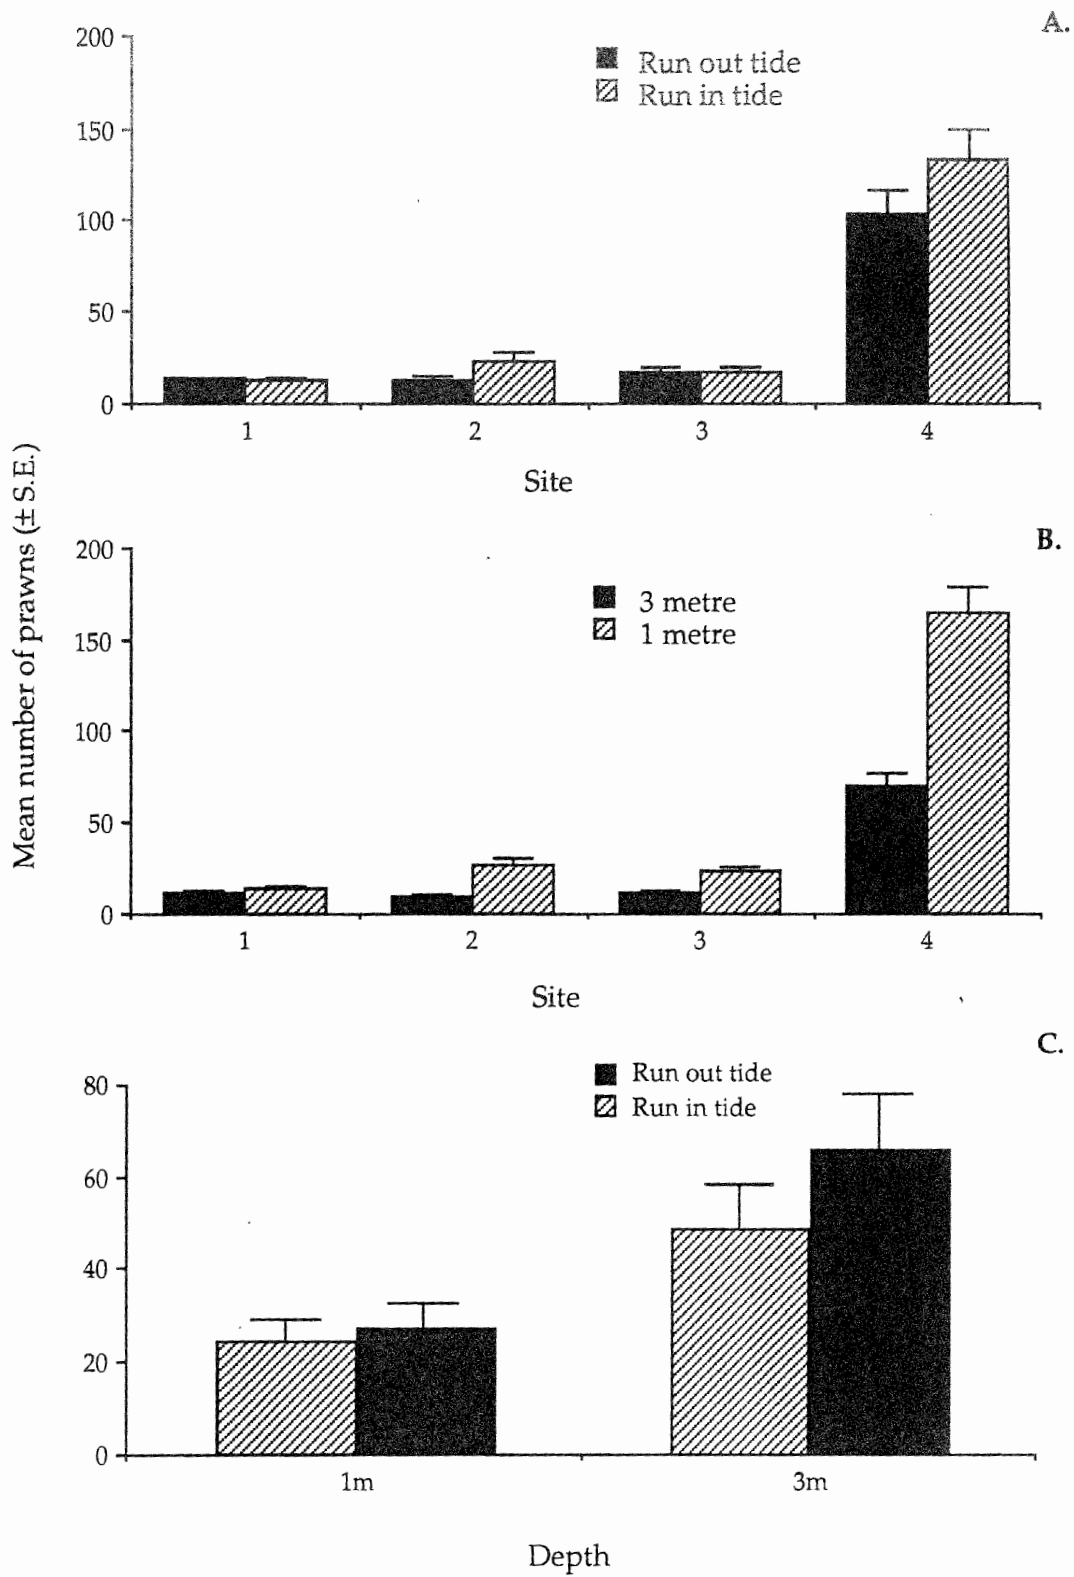 A.
200
150
100
50
0
Run out tide
Run in tide
1 2 3 4
Site
Mean number of prawns (± S.E.)
B.
200
150
100
50
0
3 metre
1 metre
1 2 3 4
Site
C.
80
60
40
20
0
Run out tide
Run in tide
1m 3m
Depth